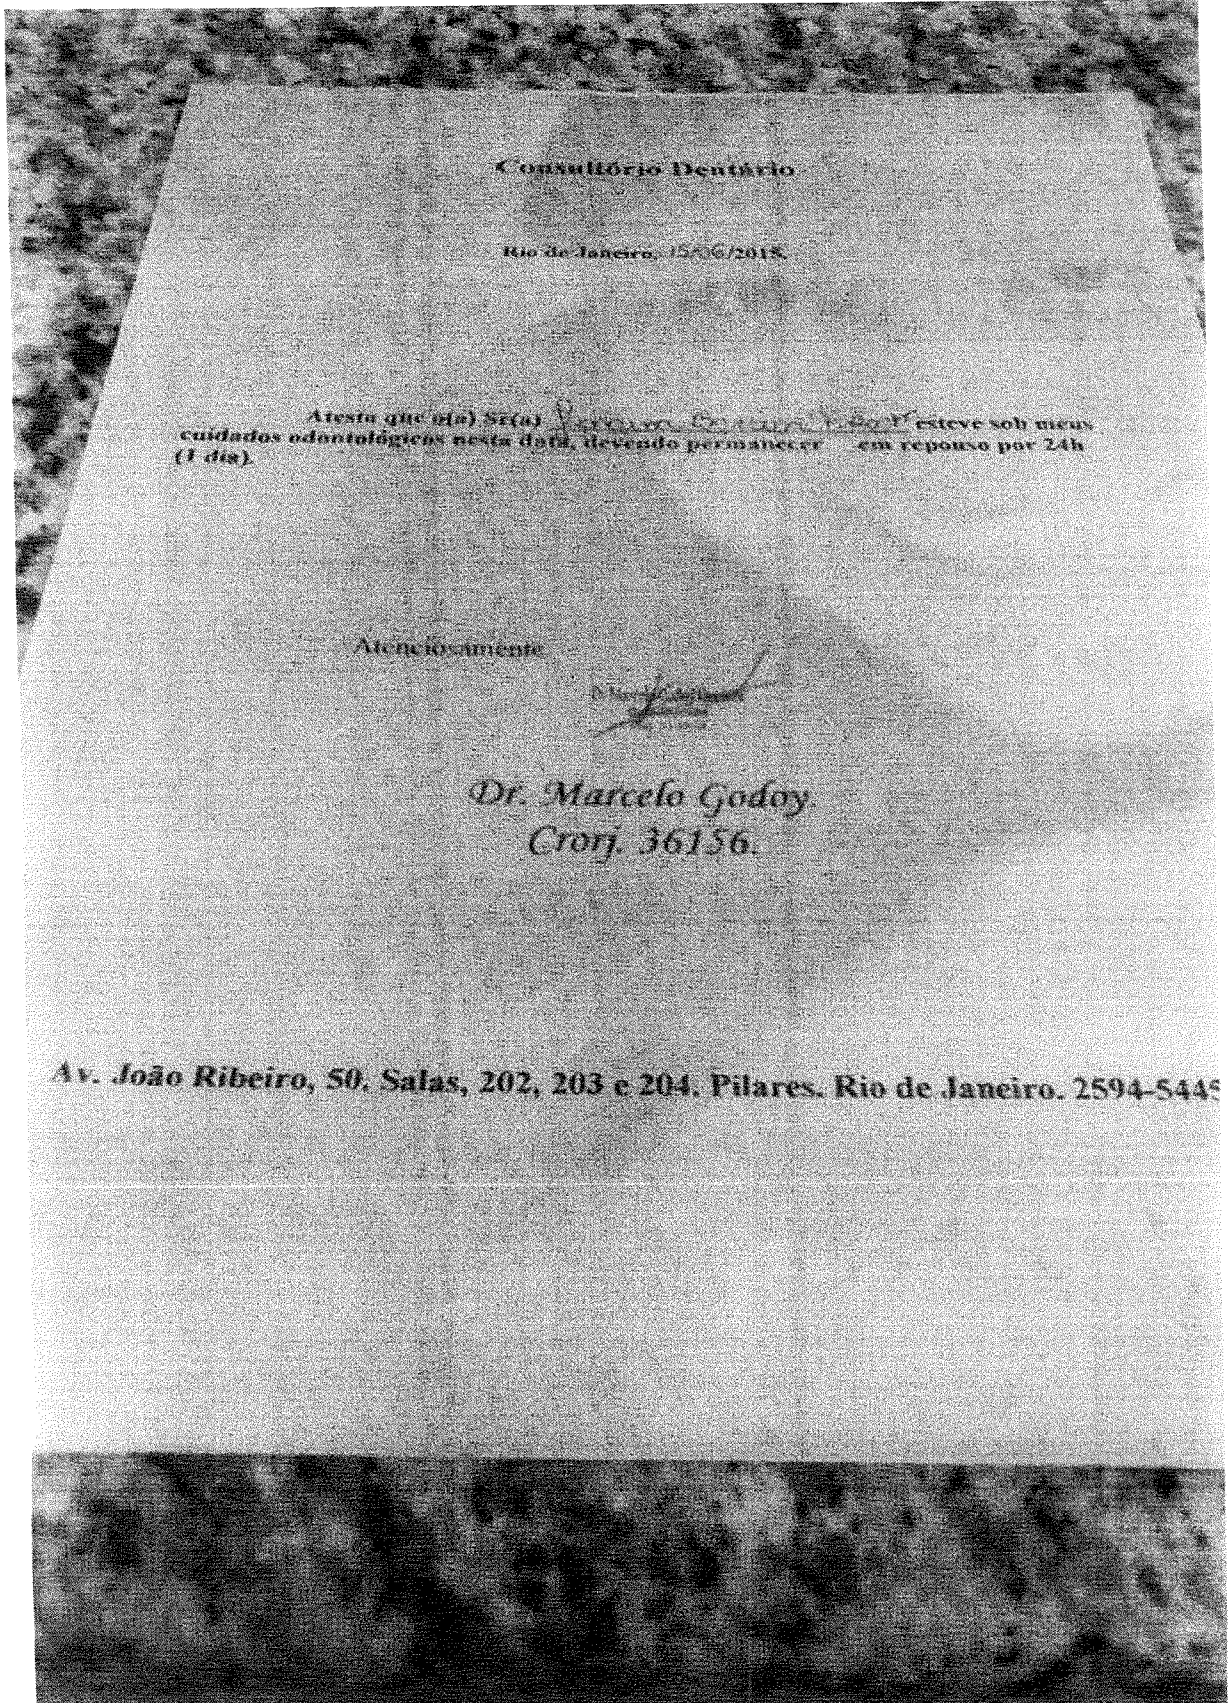 Consultório Dentário
Rio de Janeiro, 15/06/2015.
Atesto que o(a) Sr(a) esteve sob meus
cuidados odontológicos nesta data, devendo permanecer em repouso por 24h
(1 dia).
Atenciosamente
Dr. Marcelo Godoy.
Crorj. 36156.
Av. João Ribeiro, 50. Salas, 202, 203 e 204. Pilares. Rio de Janeiro. 2594-5445